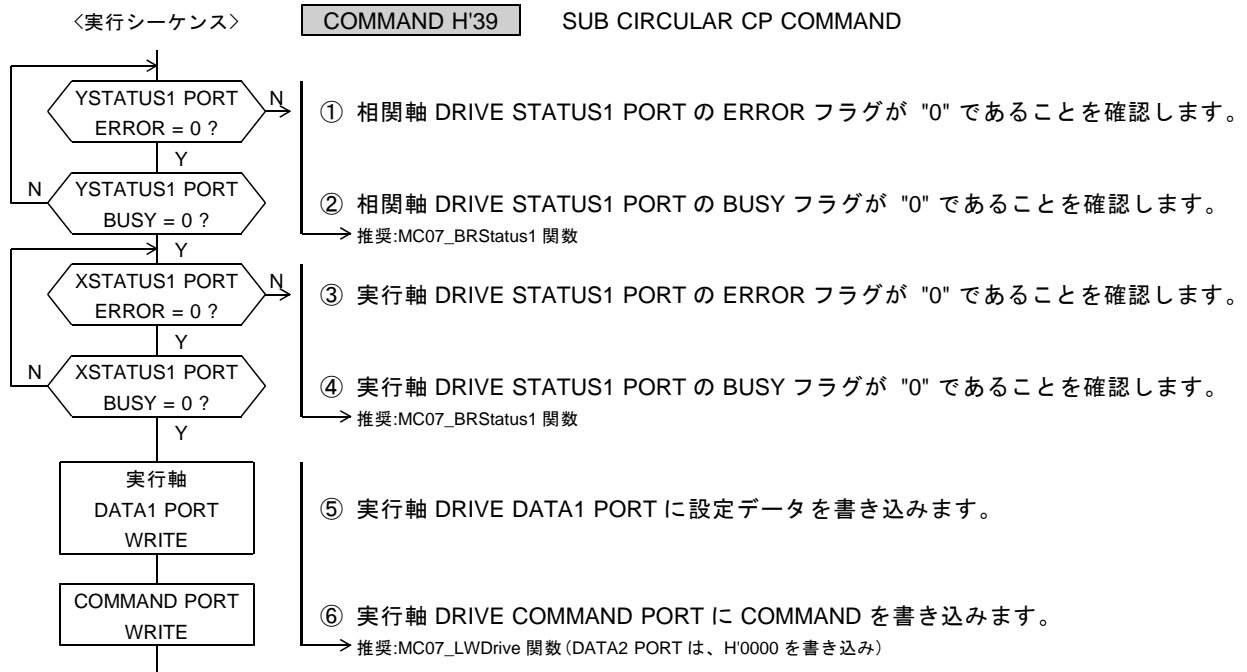 〈実行シーケンス〉 COMMAND H'39 SUB CIRCULAR CP COMMAND
YSTATUS1 PORT
ERROR = 0 ?
N
① 相関軸 DRIVE STATUS1 PORT の ERROR フラグが "0" であることを確認します。
Y
N
YSTATUS1 PORT
BUSY = 0 ?
② 相関軸 DRIVE STATUS1 PORT の BUSY フラグが "0" であることを確認します。
推奨:MC07_BRStatus1 関数
Y
XSTATUS1 PORT
ERROR = 0 ?
N
③ 実行軸 DRIVE STATUS1 PORT の ERROR フラグが "0" であることを確認します。
Y
N
XSTATUS1 PORT
BUSY = 0 ?
④ 実行軸 DRIVE STATUS1 PORT の BUSY フラグが "0" であることを確認します。
推奨:MC07_BRStatus1 関数
Y
実行軸
DATA1 PORT
WRITE
⑤ 実行軸 DRIVE DATA1 PORT に設定データを書き込みます。
COMMAND PORT
WRITE
⑥ 実行軸 DRIVE COMMAND PORT に COMMAND を書き込みます。
推奨:MC07_LWDrive 関数(DATA2 PORT は、H'0000 を書き込み)